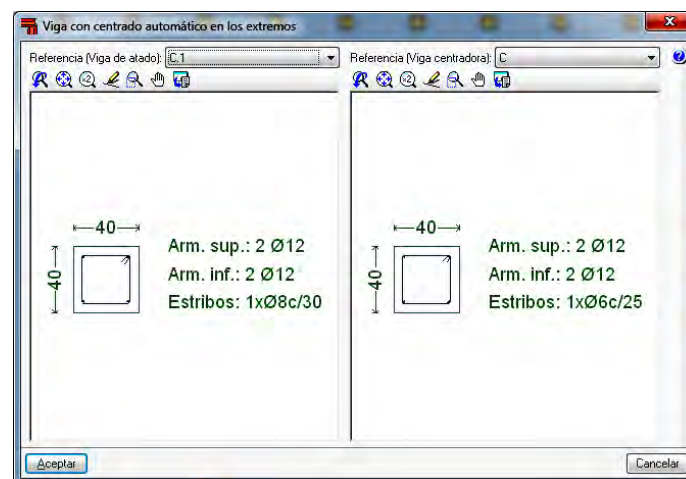 Viga con centrado automático en los extremos
Referencia (Viga de atado): C.1
Referencia (Viga centradora): C
40
40
Arm. sup.: 2 Ø12
Arm. inf.: 2 Ø12
Estribos: 1xØ8c/30
40
40
Arm. sup.: 2 Ø12
Arm. inf.: 2 Ø12
Estribos: 1xØ6c/25
Aceptar
Cancelar